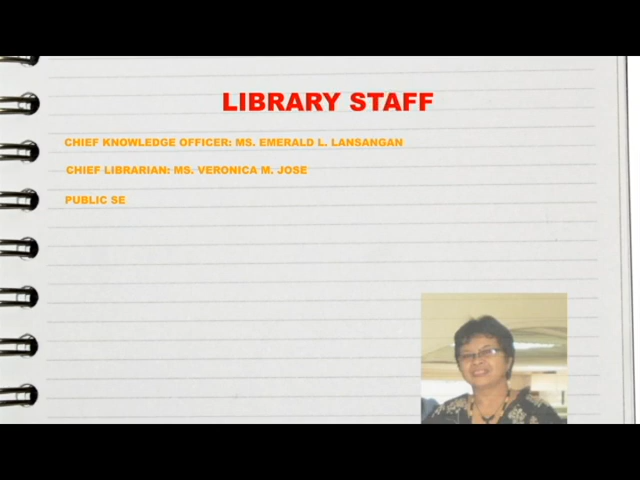 LIBRARY STAFF
CHIEF KNOWLEDGE OFFICER: MS. EMERALD L. LANSANGAN
CHIEF LIBRARIAN: MS. VERONICA M. JOSE
PUBLIC SE